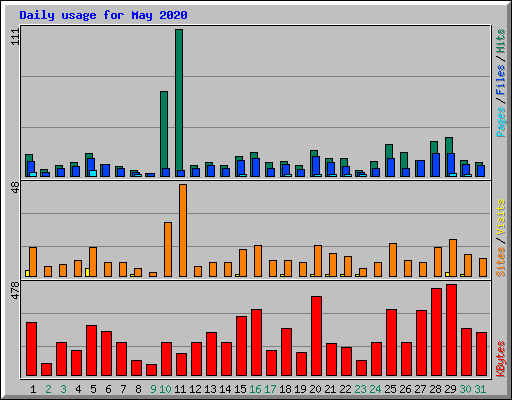 Daily usage for May 2020
111
Pages / Files / Hits
48
Sites / Visits
478
KBytes
1 2 3 4 5 6 7 8 9 10 11 12 13 14 15 16 17 18 19 20 21 22 23 24 25 26 27 28 29 30 31